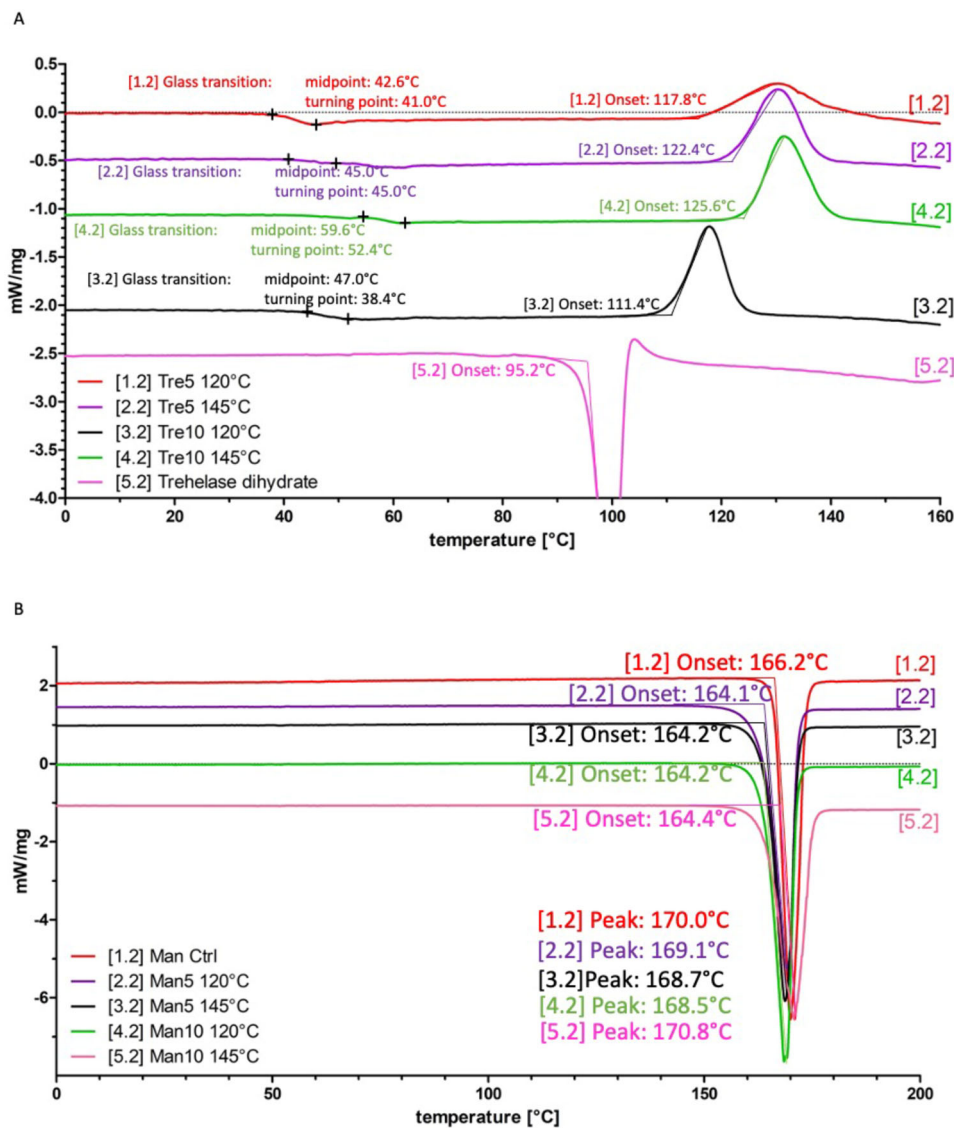 A
0.5
[1.2] Glass transition: midpoint: 42.6°C
turning point: 41.0°C
[1.2] Onset: 117.8°C
[1.2]
0.0
[2.2] Onset: 122.4°C
[2.2]
-0.5
[2.2] Glass transition: midpoint: 45.0°C
turning point: 45.0°C
[4.2] Onset: 125.6°C
[4.2]
-1.0
[4.2] Glass transition: midpoint: 59.6°C
turning point: 52.4°C
-1.5
[3.2] Glass transition: midpoint: 47.0°C
turning point: 38.4°C
[3.2] Onset: 111.4°C
[3.2]
-2.0
-2.5
[5.2] Onset: 95.2°C
[5.2]
-3.0
-3.5
-4.0
mW/mg
[1.2] Tre5 120°C
[2.2] Tre5 145°C
[3.2] Tre10 120°C
[4.2] Tre10 145°C
[5.2] Trehelase dihydrate
0 20 40 60 80 100 120 140 160
temperature [°C]
B
[1.2] Onset: 166.2°C
[1.2]
2
[2.2] Onset: 164.1°C
[2.2]
[3.2] Onset: 164.2°C
[3.2]
0
[4.2] Onset: 164.2°C
[4.2]
[5.2] Onset: 164.4°C
[5.2]
-2
-4
-6
mW/mg
[1.2] Peak: 170.0°C
[2.2] Peak: 169.1°C
[3.2]Peak: 168.7°C
[4.2] Peak: 168.5°C
[5.2] Peak: 170.8°C
[1.2] Man Ctrl
[2.2] Man5 120°C
[3.2] Man5 145°C
[4.2] Man10 120°C
[5.2] Man10 145°C
0 50 100 150 200
temperature [°C]